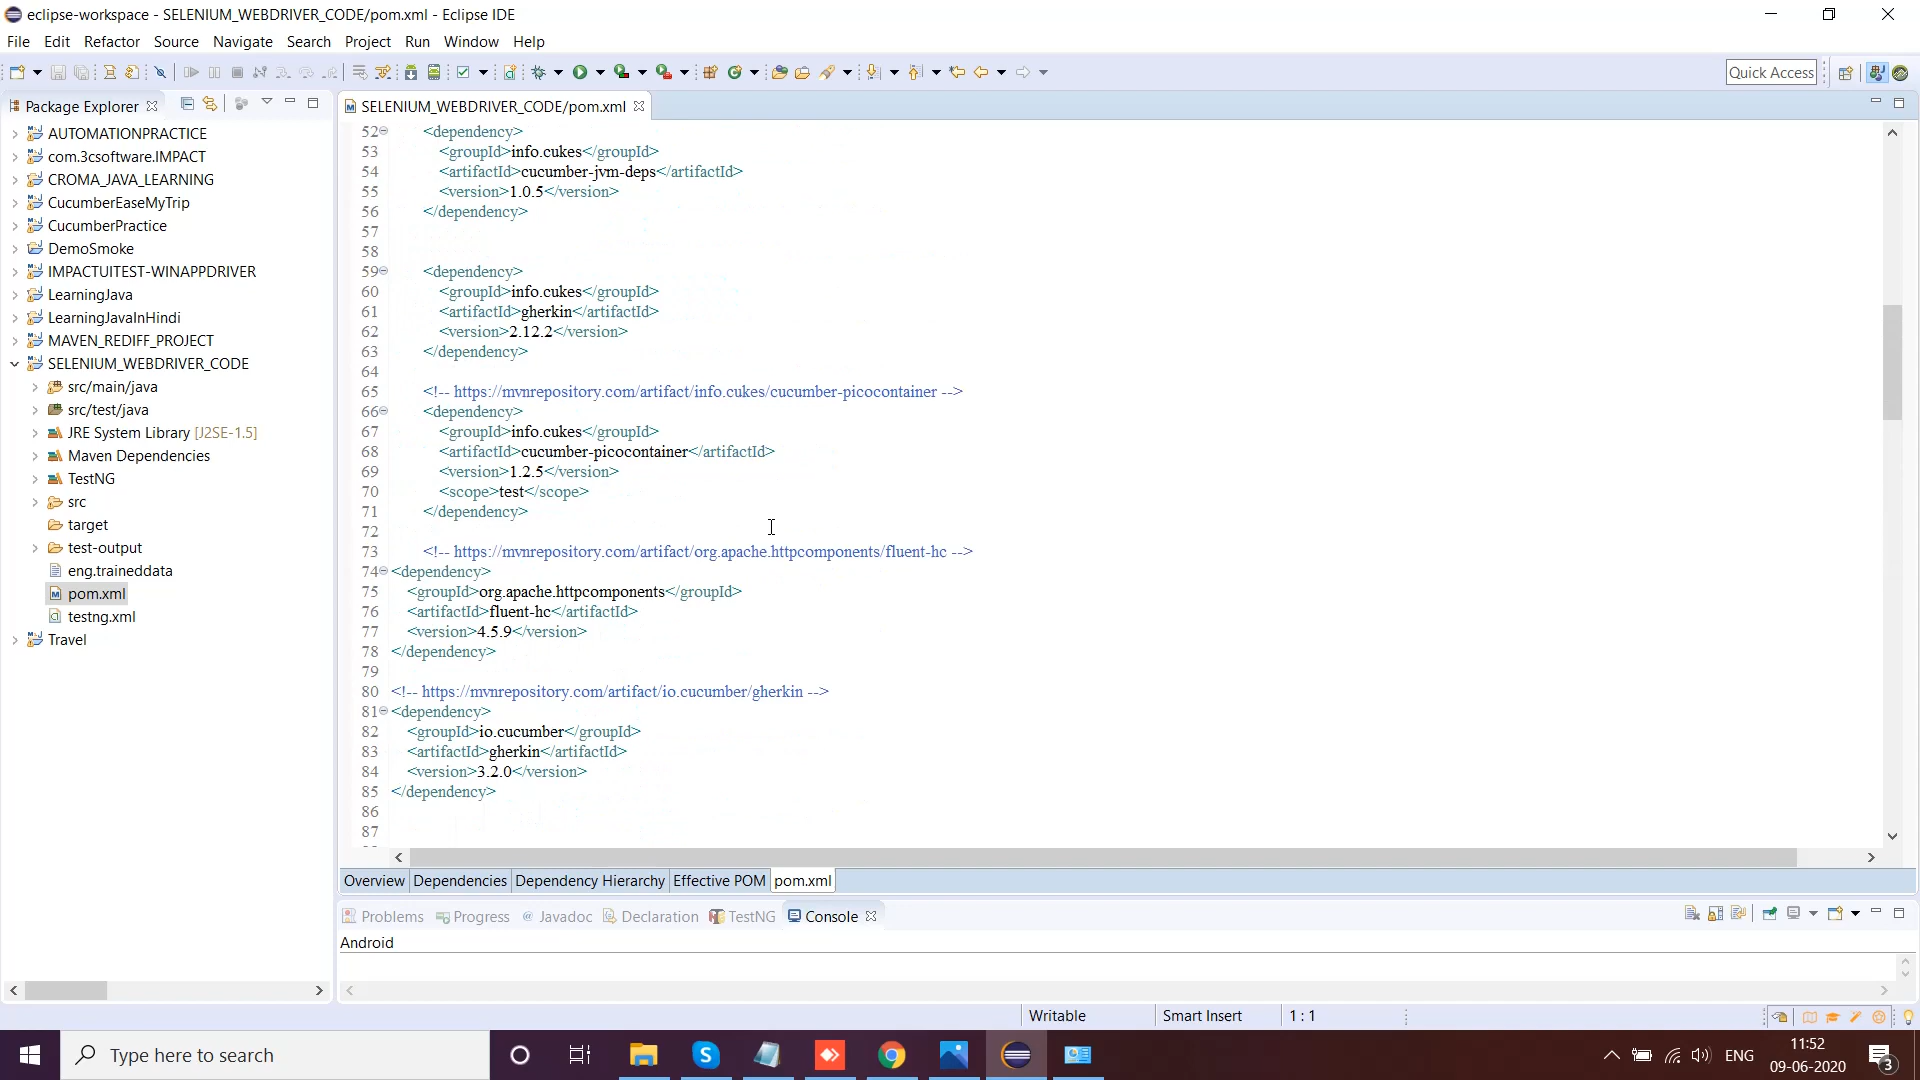 eclipse-workspace - SELENIUM_WEBDRIVER_CODE/pom.xml - Eclipse IDE
File Edit Refactor Source Navigate Search Project Run Window Help
Quick Access
Package Explorer
SELENIUM_WEBDRIVER_CODE/pom.xml
AUTOMATIONPRACTICE
com.3csoftware.IMPACT
CROMA_JAVA_LEARNING
CucumberEaseMyTrip
CucumberPractice
DemoSmoke
IMPACTUITEST-WINAPPDRIVER
LearningJava
LearningJavaInHindi
MAVEN_REDIFF_PROJECT
SELENIUM_WEBDRIVER_CODE
src/main/java
src/test/java
JRE System Library [J2SE-1.5]
Maven Dependencies
TestNG
src
target
test-output
eng.traineddata
pom.xml
testng.xml
Travel
52 <dependency>
53 <groupId>info.cukes</groupId>
54 <artifactId>cucumber-jvm-deps</artifactId>
55 <version>1.0.5</version>
56 </dependency>
57
58
59 <dependency>
60 <groupId>info.cukes</groupId>
61 <artifactId>gherkin</artifactId>
62 <version>2.12.2</version>
63 </dependency>
64
65 <!-- https://mvnrepository.com/artifact/info.cukes/cucumber-picocontainer -->
66 <dependency>
67 <groupId>info.cukes</groupId>
68 <artifactId>cucumber-picocontainer</artifactId>
69 <version>1.2.5</version>
70 <scope>test</scope>
71 </dependency>
72
73 <!-- https://mvnrepository.com/artifact/org.apache.httpcomponents/fluent-hc -->
74 <dependency>
75 <groupId>org.apache.httpcomponents</groupId>
76 <artifactId>fluent-hc</artifactId>
77 <version>4.5.9</version>
78 </dependency>
79
80 <!-- https://mvnrepository.com/artifact/io.cucumber/gherkin -->
81 <dependency>
82 <groupId>io.cucumber</groupId>
83 <artifactId>gherkin</artifactId>
84 <version>3.2.0</version>
85 </dependency>
86
87
Overview Dependencies Dependency Hierarchy Effective POM pom.xml
Problems Progress Javadoc Declaration TestNG Console
Android
Writable Smart Insert 1 : 1
Type here to search
ENG
11:52
09-06-2020
3